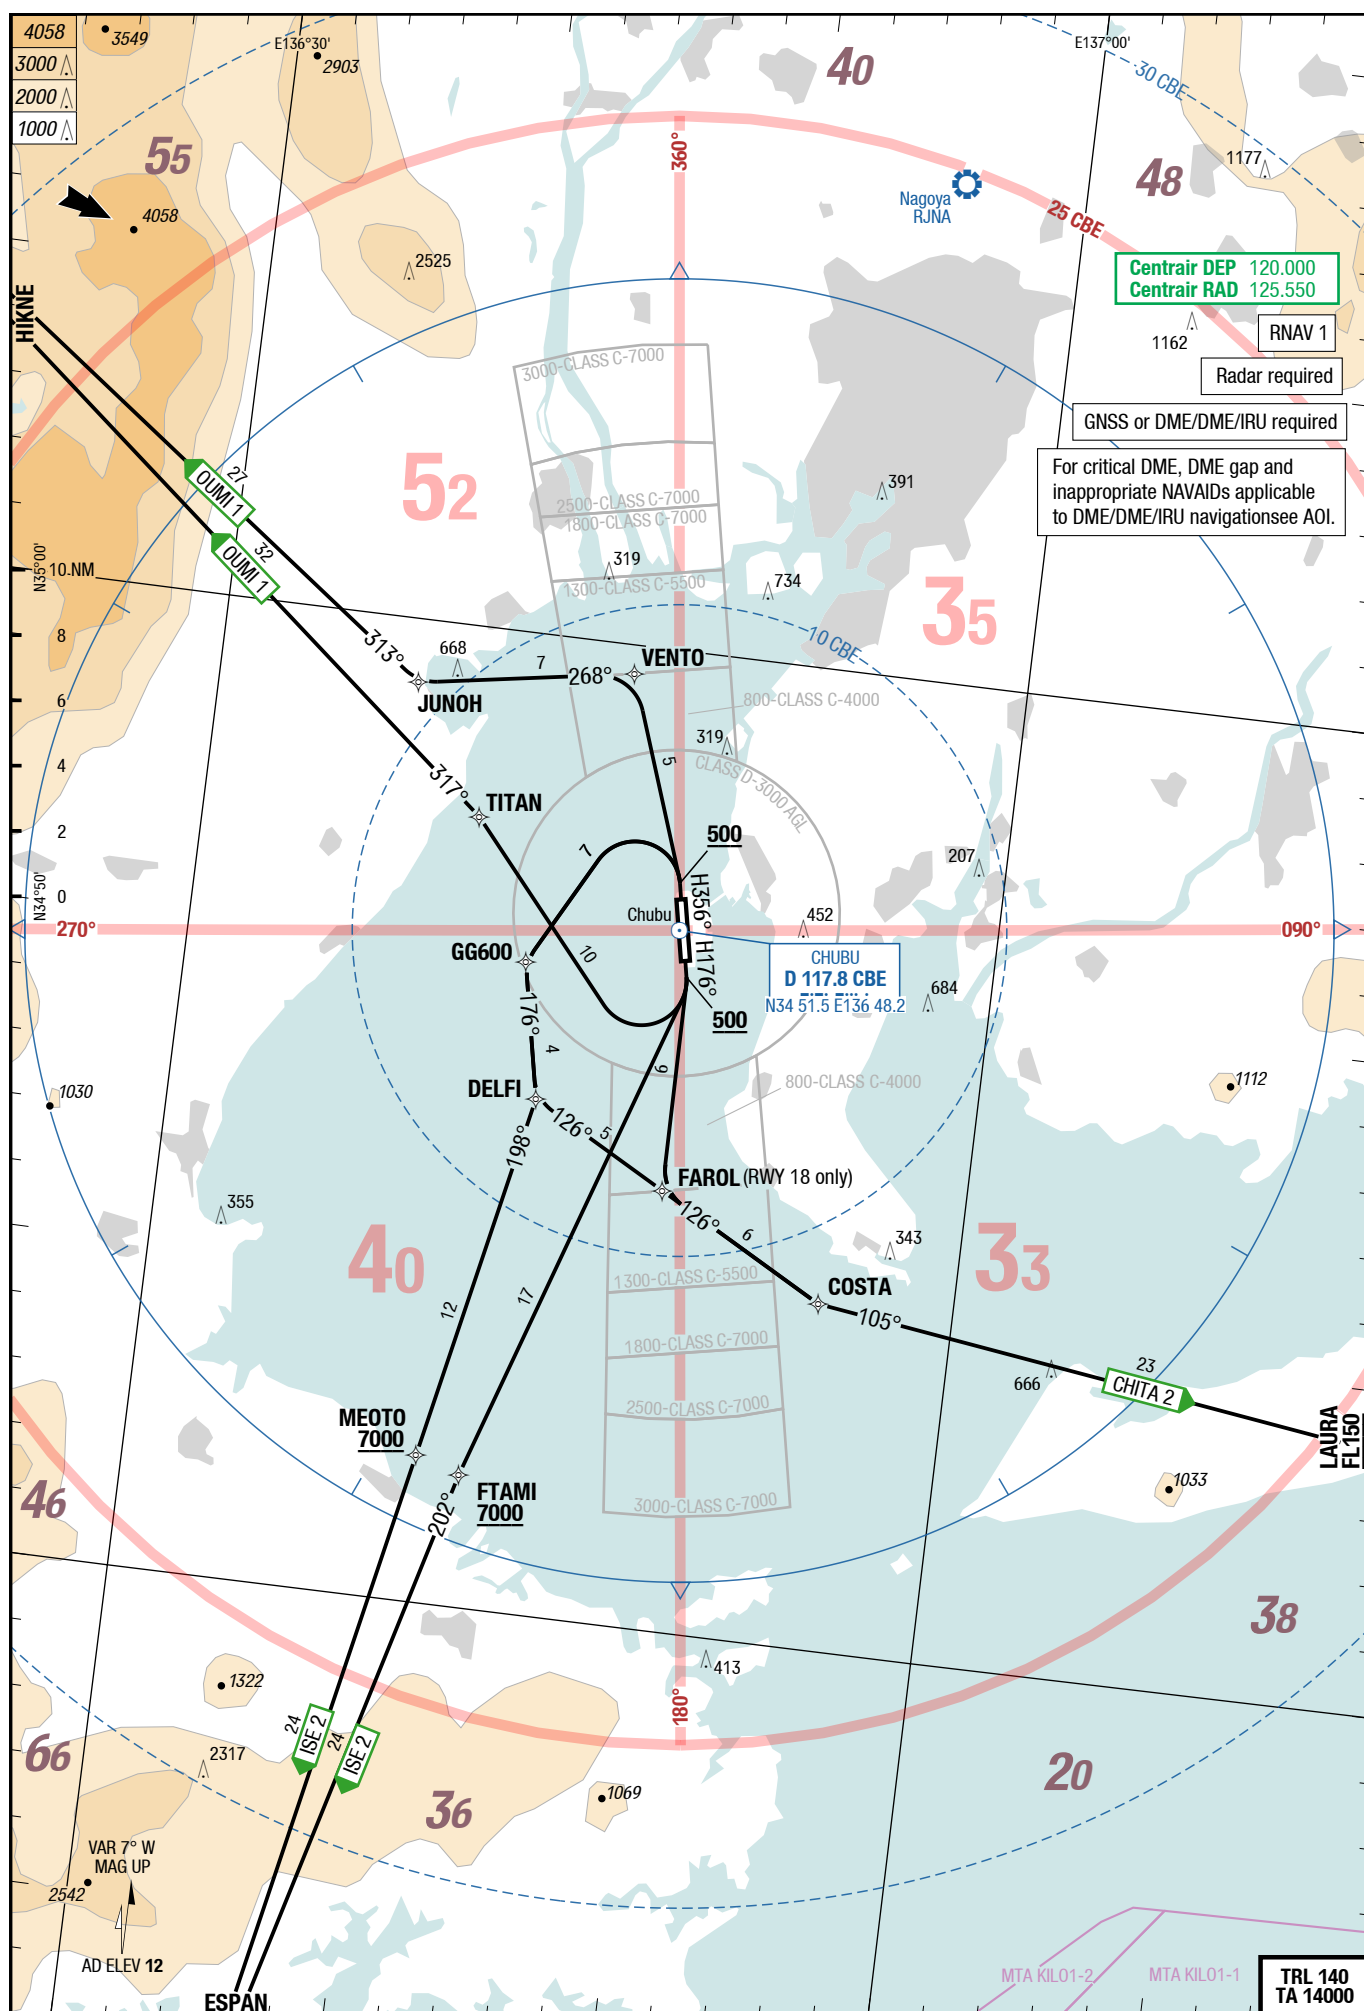 4058
3000
2000
1000
3549
E136°30'
2903
40
E137°00'
30 CBE
55
360°
1177
48
Nagoya
RJNA
25 CBE
4058
2525
Centrair DEP 120.000
Centrair RAD 125.550
HIKNE
1162
RNAV 1
3000-CLASS C-7000
Radar required
GNSS or DME/DME/IRU required
For critical DME, DME gap and
inappropriate NAVAIDs applicable
to DME/DME/IRU navigationsee AOI.
27
OUMI 1
52
391
2500-CLASS C-7000
1800-CLASS C-7000
32
OUMI 1
N35°00'
10 NM
319
1300-CLASS C-5500
734
35
8
313°
668
7
268°
VENTO
10 CBE
JUNOH
6
800-CLASS C-4000
319
5
CLASS D-3000 AGL
4
317°
TITAN
2
500
7
207
N34°50'
0
H356°
H176°
Chubu
452
270°
090°
GG600
10
CHUBU
D 117.8 CBE
N34 51.5 E136 48.2
684
176°
500
4
9
800-CLASS C-4000
1030
DELFI
1112
126°
5
198°
FAROL (RWY 18 only)
355
126°
6
343
40
33
1300-CLASS C-5500
COSTA
105°
12
17
1800-CLASS C-7000
23
666
CHITA 2
2500-CLASS C-7000
MEOTO
7000
LAURA
FL150
46
FTAMI
7000
1033
3000-CLASS C-7000
202°
38
413
1322
180°
24
ISE 2
24
ISE 2
66
2317
20
1069
36
VAR 7° W
MAG UP
2542
AD ELEV 12
MTA KILO1-2
MTA KILO1-1
TRL 140
TA 14000
ESPAN